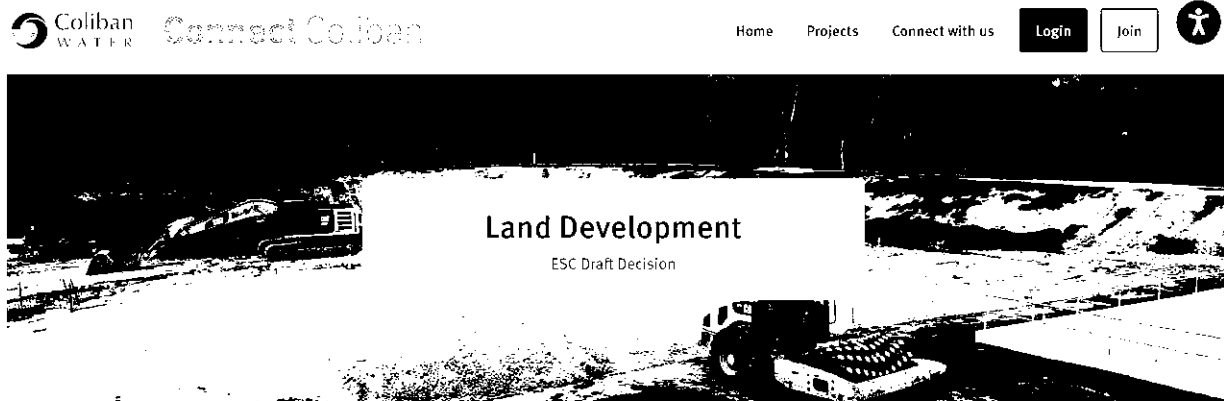 Coliban
WATER
Connect Coliban
Home
Projects
Connect with us
Login
Join
Land Development
ESC Draft Decision